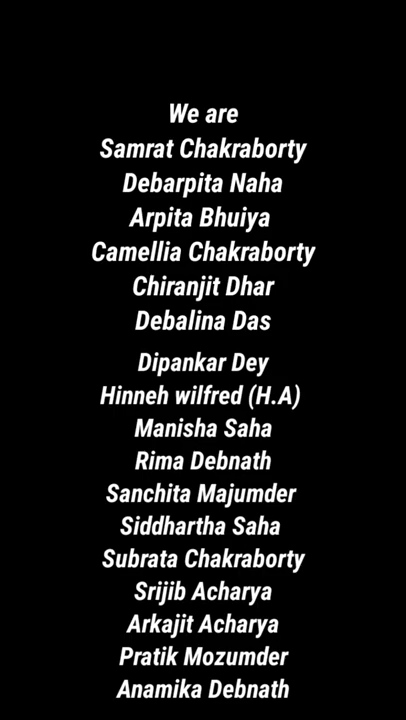 We are
Samrat Chakraborty
Debarpita Naha
Arpita Bhuiya
Camellia Chakraborty
Chiranjit Dhar
Debalina Das
Dipankar Dey
Hinneh wilfred (H.A)
Manisha Saha
Rima Debnath
Sanchita Majumder
Siddhartha Saha
Subrata Chakraborty
Srijib Acharya
Arkajit Acharya
Pratik Mozumder
Anamika Debnath